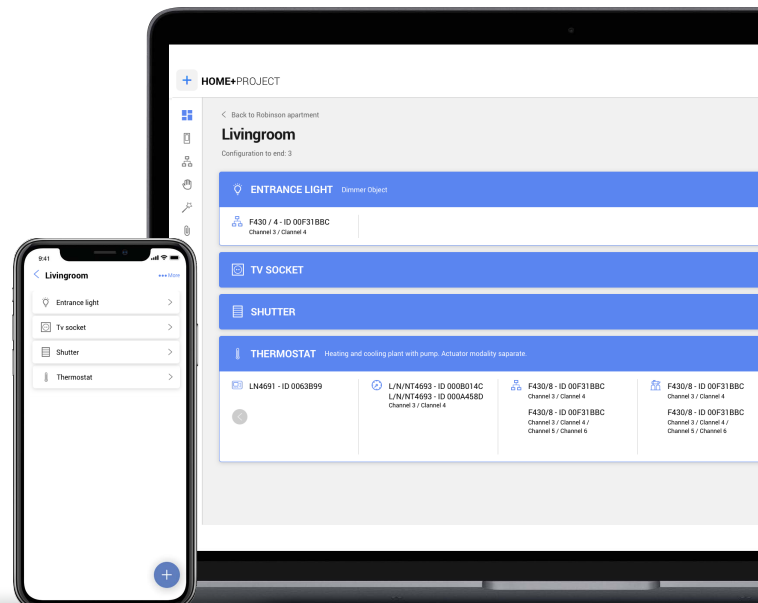 HOME+PROJECT
Back to Robinson apartment
Livingroom
Configuration to end: 3
ENTRANCE LIGHT Dimmer Object
F430 / 4 - ID 00F31BBC
Channel 3 / Clannel 4
TV SOCKET
SHUTTER
THERMOSTAT Heating and cooling plant with pump. Actuator modality saparate.
LN4691 - ID 0063B99
L/N/NT4693 - ID 000B014C
L/N/NT4693 - ID 000A458D
Channel 3 / Clannel 4
F430/8 - ID 00F31BBC
Channel 3 / Clannel 4
F430/8 - ID 00F31BBC
Channel 3 / Clannel 4 /
Channel 5 / Channel 6
F430/8 - ID 00F31BBC
Channel 3 / Clannel 4
F430/8 - ID 00F31BBC
Channel 3 / Clannel 4 /
Channel 5 / Channel 6
9:41
Livingroom
More
Entrance light
Tv socket
Shutter
Thermostat